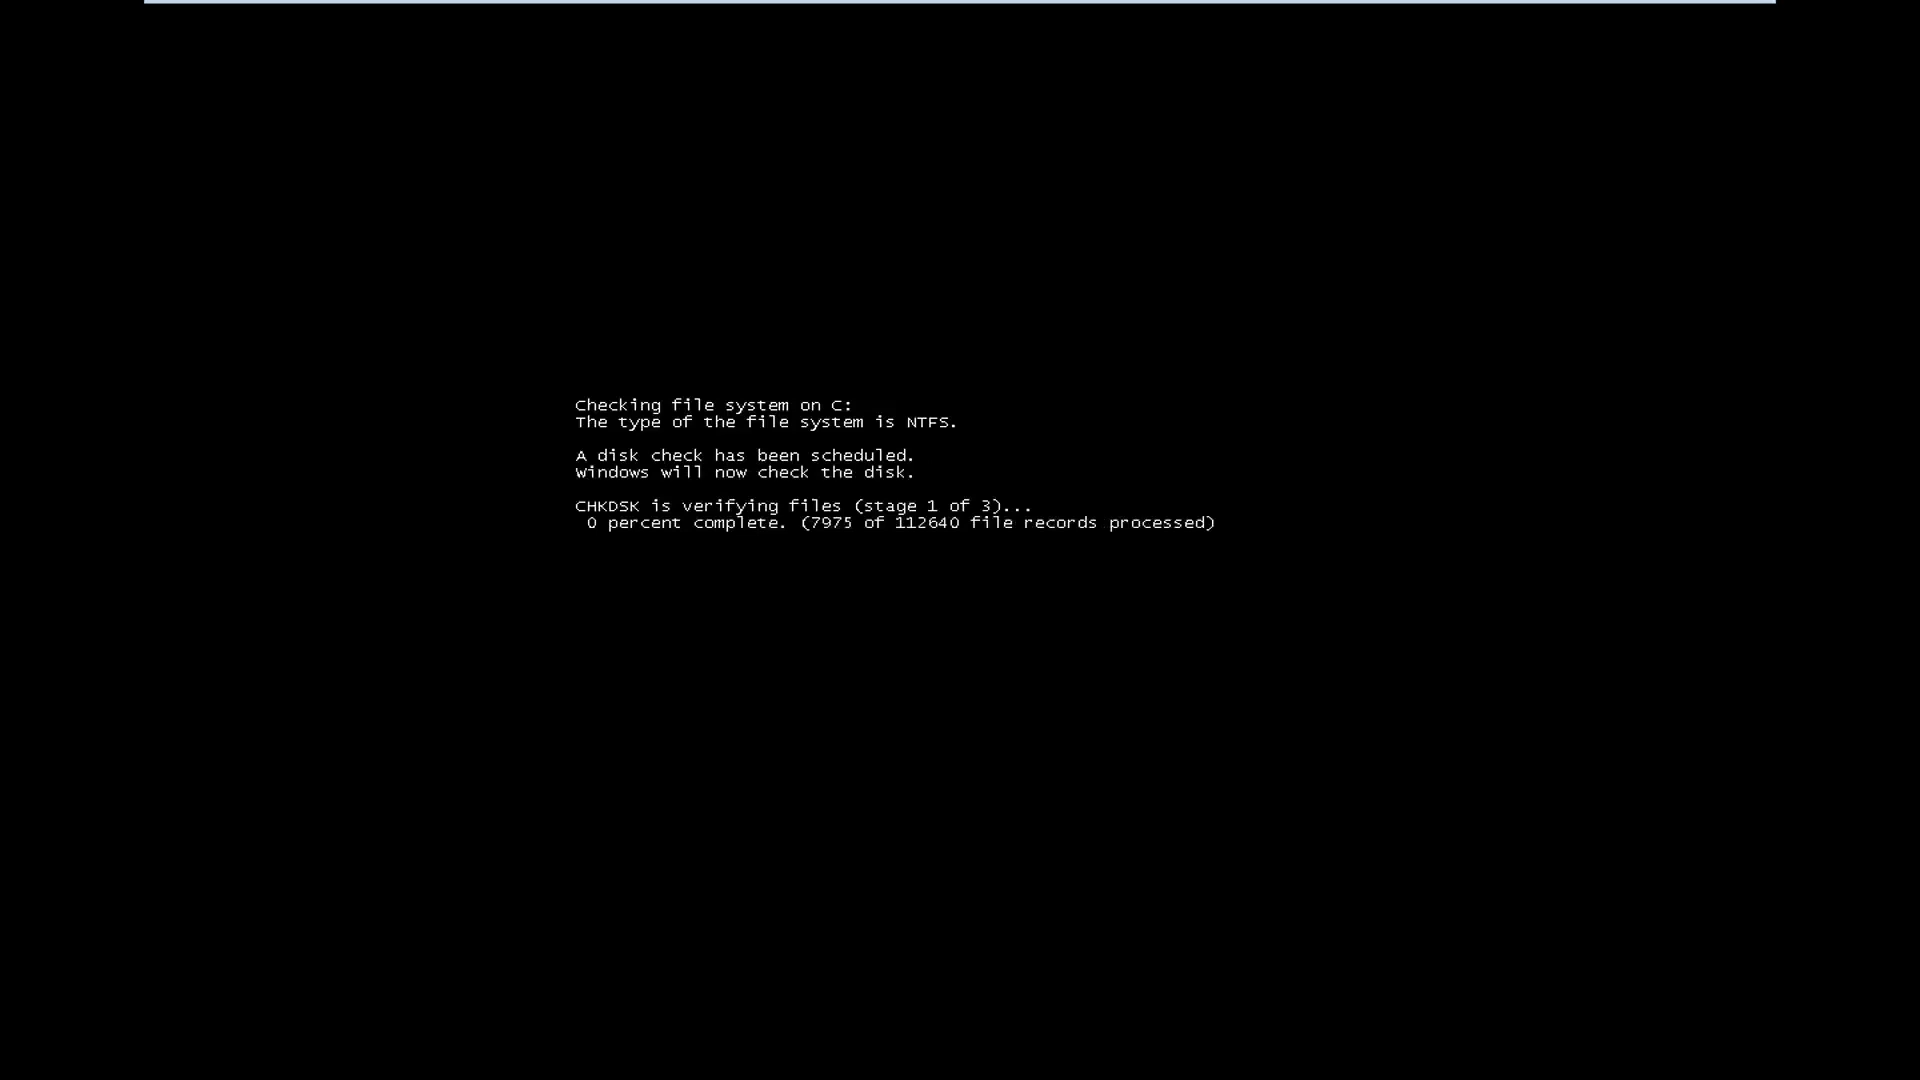 Checking file system on C:
The type of the file system is NTFS.
A disk check has been scheduled.
Windows will now check the disk.
CHKDSK is verifying files (stage 1 of 3)...
0 percent complete. (7975 of 112640 file records processed)